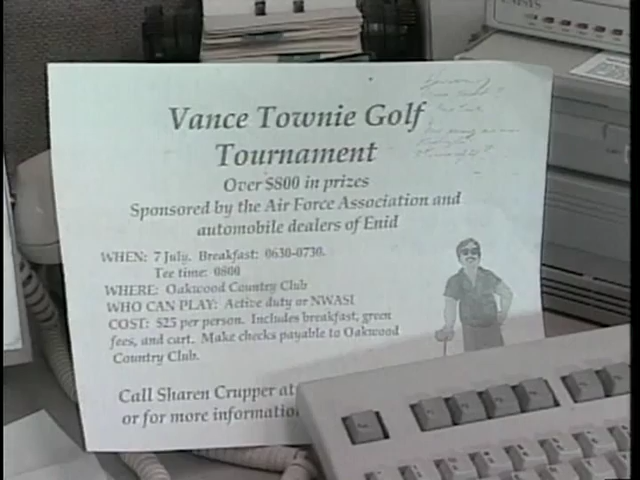 UNISYS
Vance Townie Golf
Tournament
Over $800 in prizes
Sponsored by the Air Force Association and
automobile dealers of Enid
WHEN: 7 July. Breakfast: 0630-0730.
Tee time: 0800
WHERE: Oakwood Country Club
WHO CAN PLAY: Active duty or NWASI
COST: $25 per person. Includes breakfast, green
fees, and cart. Make checks payable to Oakwood
Country Club.
Call Sharen Crupper at
or for more informatio